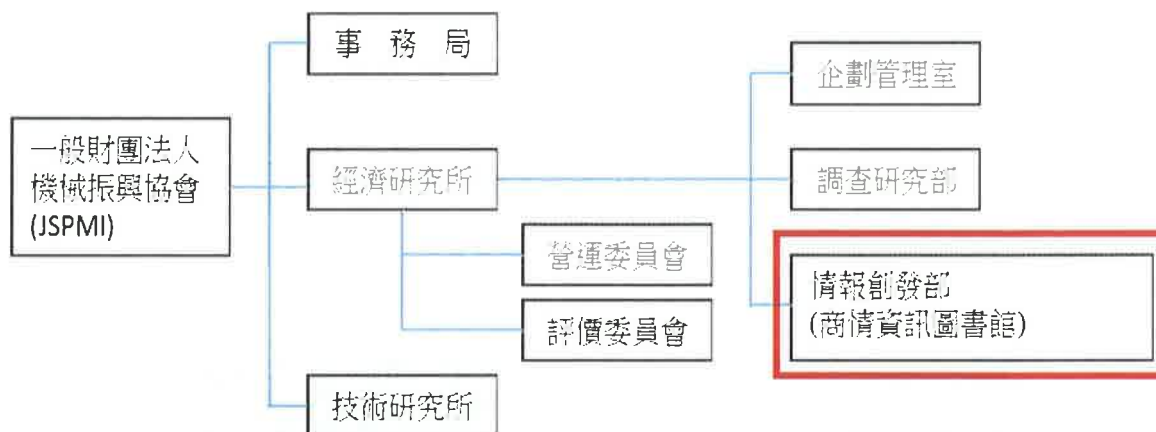 事 務 局
企劃管理室
一般財團法人
機械振興協會
(JSPMI)
經濟研究所
調查研究部
營運委員會
情報創發部
(商情資訊圖書館)
評價委員會
技術研究所